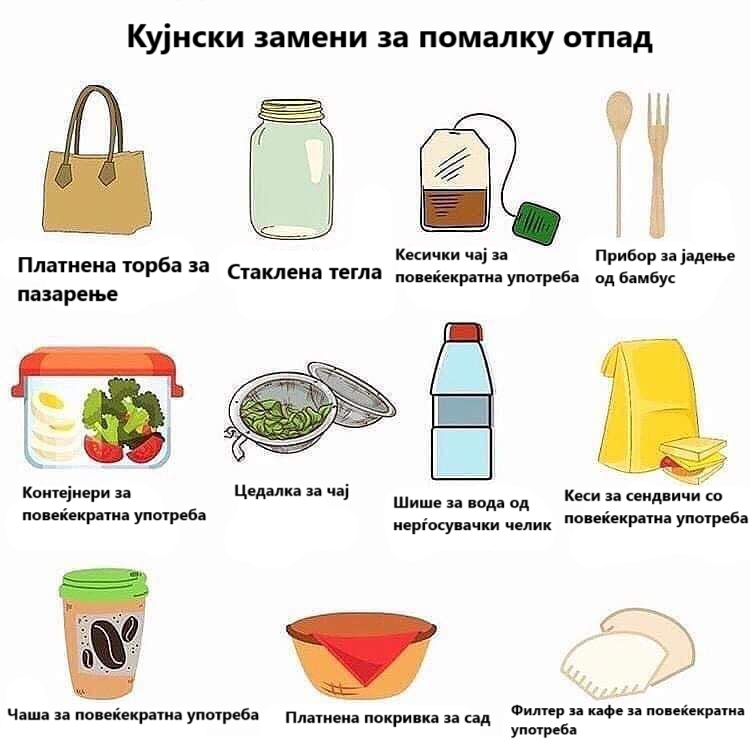 Кујнски замени за помалку отпад
Платнена торба за
пазарење
Стаклена тегла
Кесички чај за
повеќекратна употреба
Прибор за јадење
од бамбус
Контејнери за
повеќекратна употреба
Цедалка за чај
Шише за вода од
нерѓосувачки челик
Кеси за сендвичи со
повеќекратна употреба
Чаша за повеќекратна употреба
Платнена покривка за сад
Филтер за кафе за повеќекратна
употреба